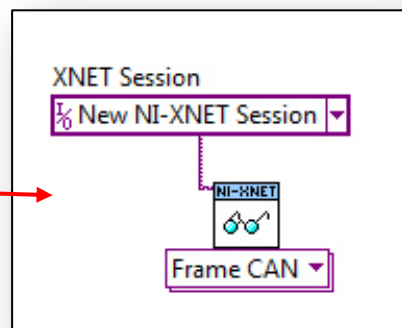 XNET Session
I/O New NI-XNET Session
NI-XNET
Frame CAN